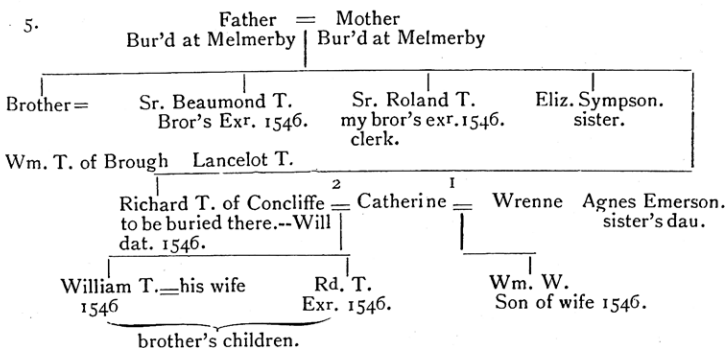 5.
Father = Mother
Bur'd at Melmerby Bur'd at Melmerby
Brother= Sr. Beaumond T. Sr. Roland T. Eliz. Sympson.
Bror's Exr. 1546. my bror's exr. 1546. sister.
clerk.
Wm. T. of Brough Lancelot T.
2 1
Richard T. of Concliffe = Catherine = Wrenne Agnes Emerson.
to be buried there.--Will sister's dau.
dat. 1546.
William T.=his wife Rd. T. Wm. W.
1546 Exr. 1546. Son of wife 1546.
brother's children.